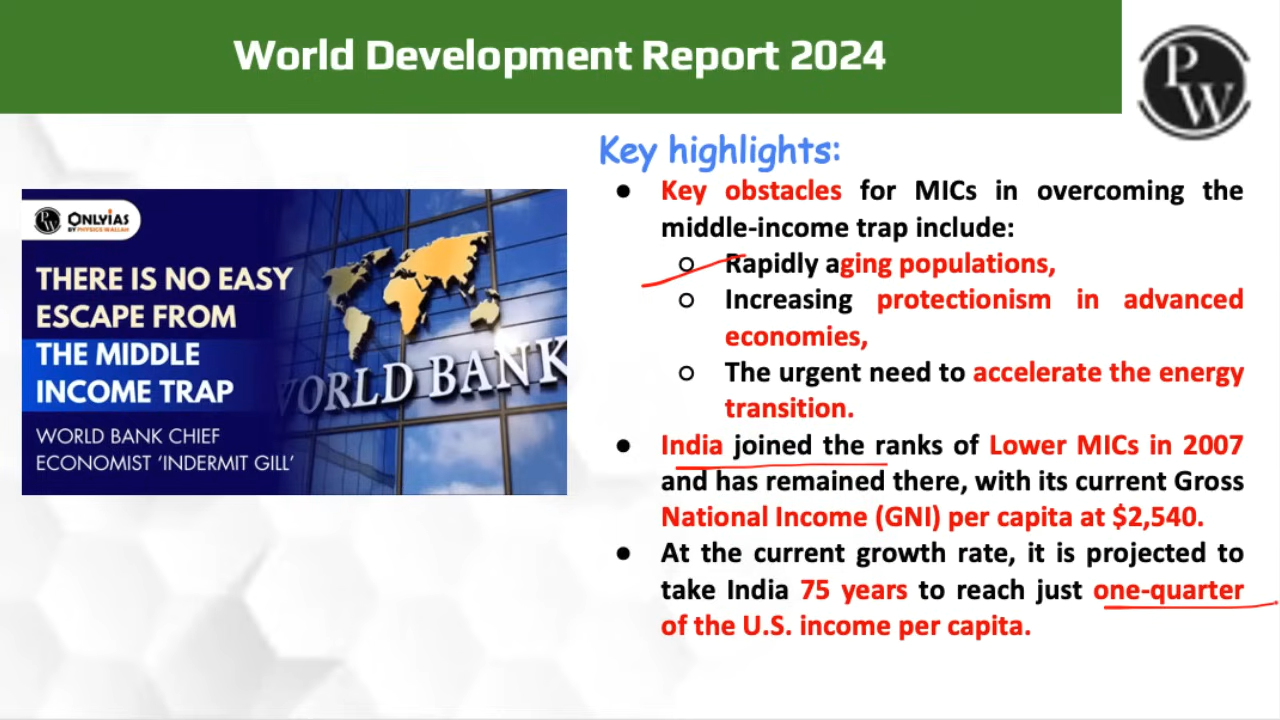 World Development Report 2024
PW
Key highlights:
● Key obstacles for MICs in overcoming the
middle-income trap include:
○ Rapidly aging populations,
○ Increasing protectionism in advanced
economies,
○ The urgent need to accelerate the energy
transition.
● India joined the ranks of Lower MICs in 2007
and has remained there, with its current Gross
National Income (GNI) per capita at $2,540.
● At the current growth rate, it is projected to
take India 75 years to reach just one-quarter
of the U.S. income per capita.
PW ONLYIAS
BY PHYSICS WALLAH
THERE IS NO EASY
ESCAPE FROM
THE MIDDLE
INCOME TRAP
WORLD BANK CHIEF
ECONOMIST ‘INDERMIT GILL’
WORLD BANK